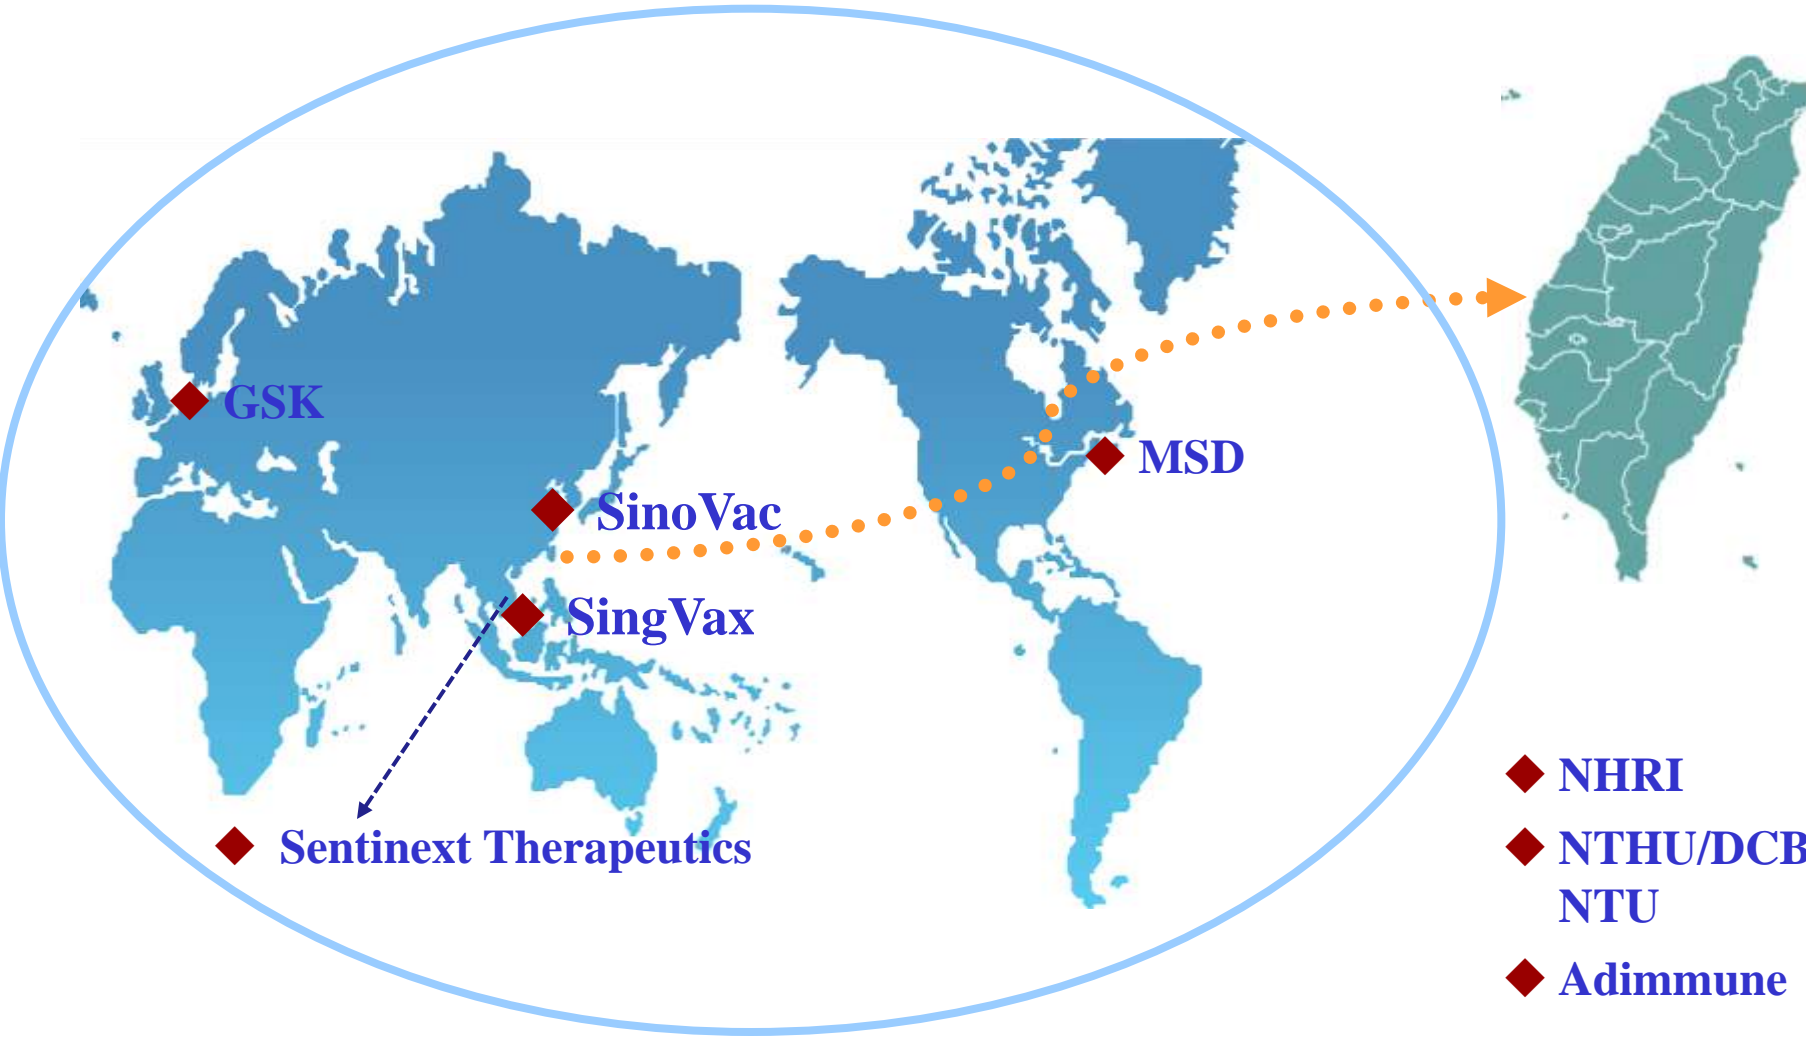 GSK
MSD
SinoVac
SingVax
Sentinext Therapeutics
NHRI
NTHU/DCB
NTU
Adimmune